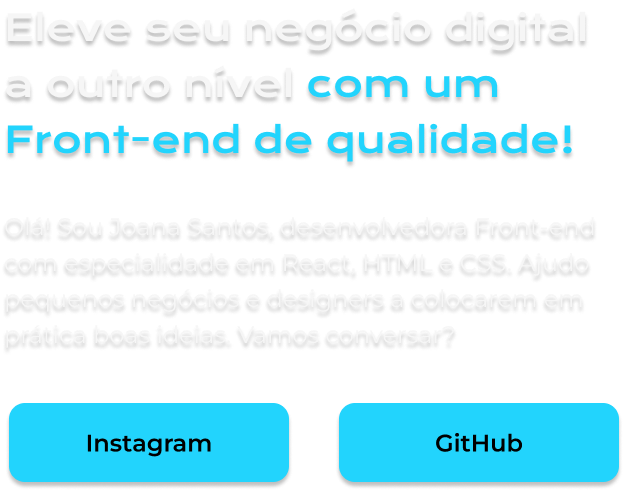 Eleve seu negócio digital
a outro nível com um
Front-end de qualidade!
Olá! Sou Joana Santos, desenvolvedora Front-end
com especialidade em React, HTML e CSS. Ajudo
pequenos negócios e designers a colocarem em
prática boas ideias. Vamos conversar?
Instagram
GitHub